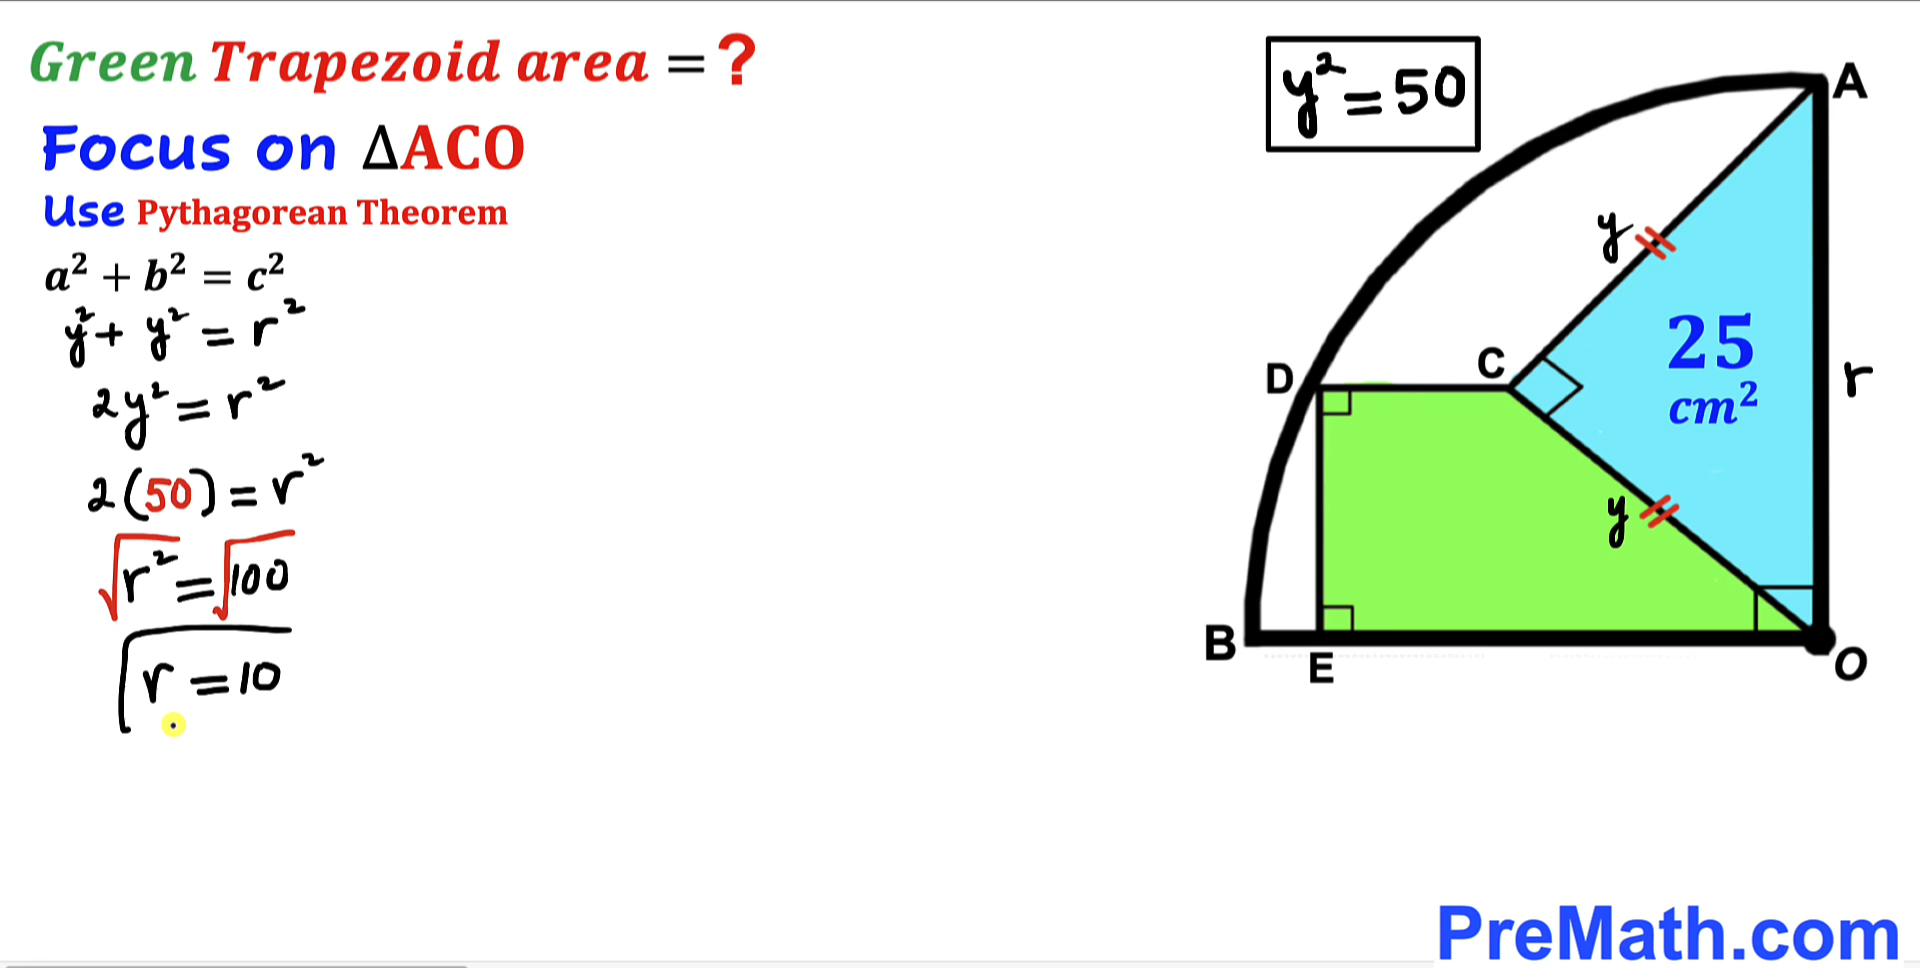 Green Trapezoid area = ?
Focus on ΔACO
Use Pythagorean Theorem
a² + b² = c²
y² + y² = r²
2y² = r²
2(50) = r²
√r² = √100
r = 10
y² = 50
A
y
25
cm²
r
D
C
y
B
E
O
PreMath.com